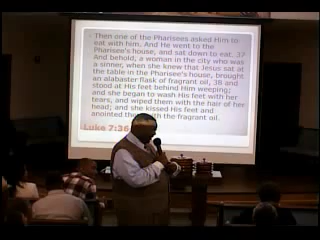 Then one of the Pharisees asked Him to
eat with him. And He went to the
Pharisee's house, and sat down to eat. 37
And behold, a woman in the city who was
a sinner, when she knew that Jesus sat at
the table in the Pharisee's house, brought
an alabaster flask of fragrant oil, 38 and
stood at His feet behind Him weeping;
and she began to wash His feet with her
tears, and wiped them with the hair of her
head; and she kissed His feet and
anointed them with the fragrant oil.
Luke 7:36